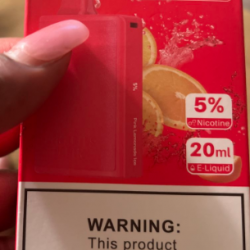 5%
Nicotine
20ml
E-Liquid
WARNING:
This product